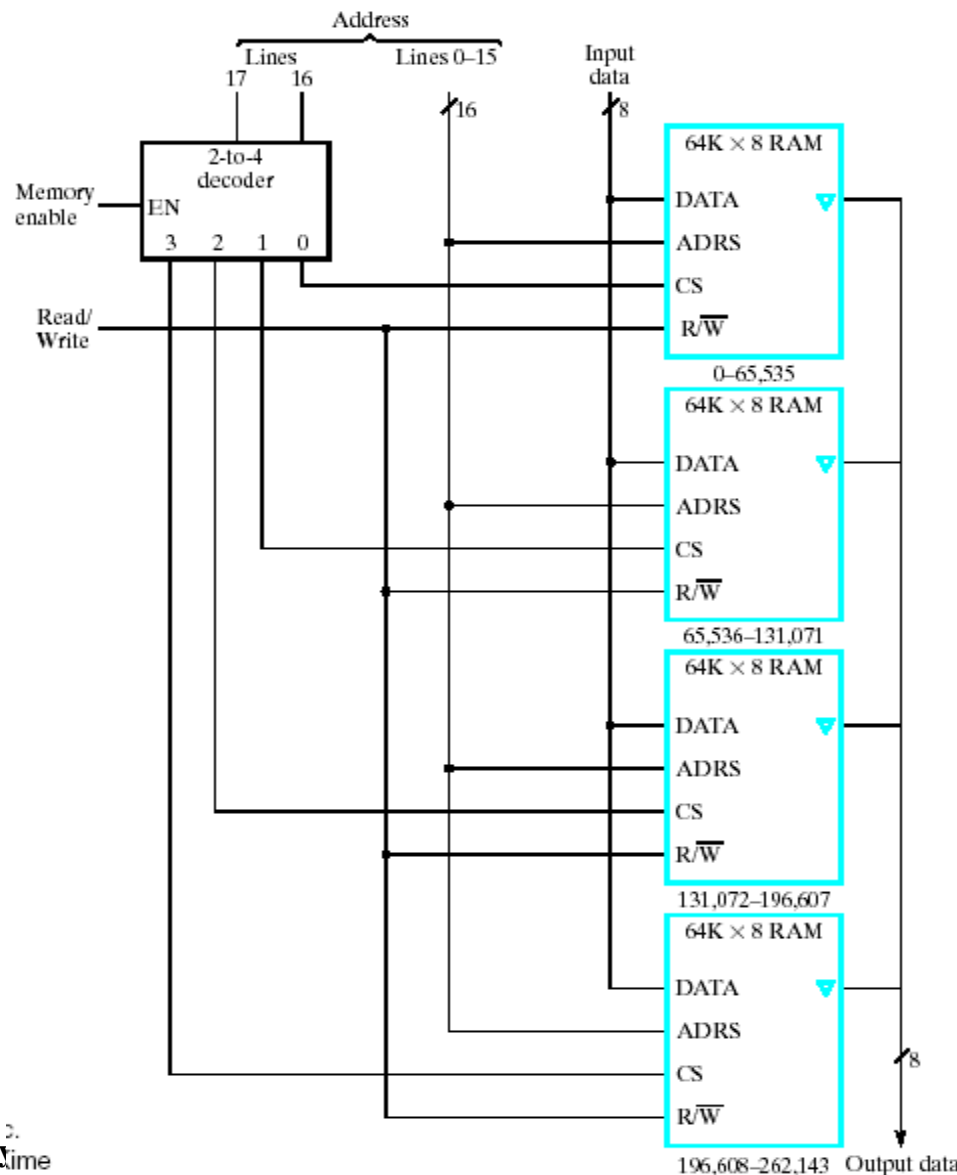 Address
Lines
Lines 0–15
17
16
16
Input
data
8
2-to-4
decoder
Memory
enable
EN
3 2 1 0
Read/
Write
64K × 8 RAM
DATA
ADRS
CS
R/W̅
0–65,535
64K × 8 RAM
DATA
ADRS
CS
R/W̅
65,536–131,071
64K × 8 RAM
DATA
ADRS
CS
R/W̅
131,072–196,607
64K × 8 RAM
DATA
ADRS
CS
R/W̅
196,608–262,143
8
Output data